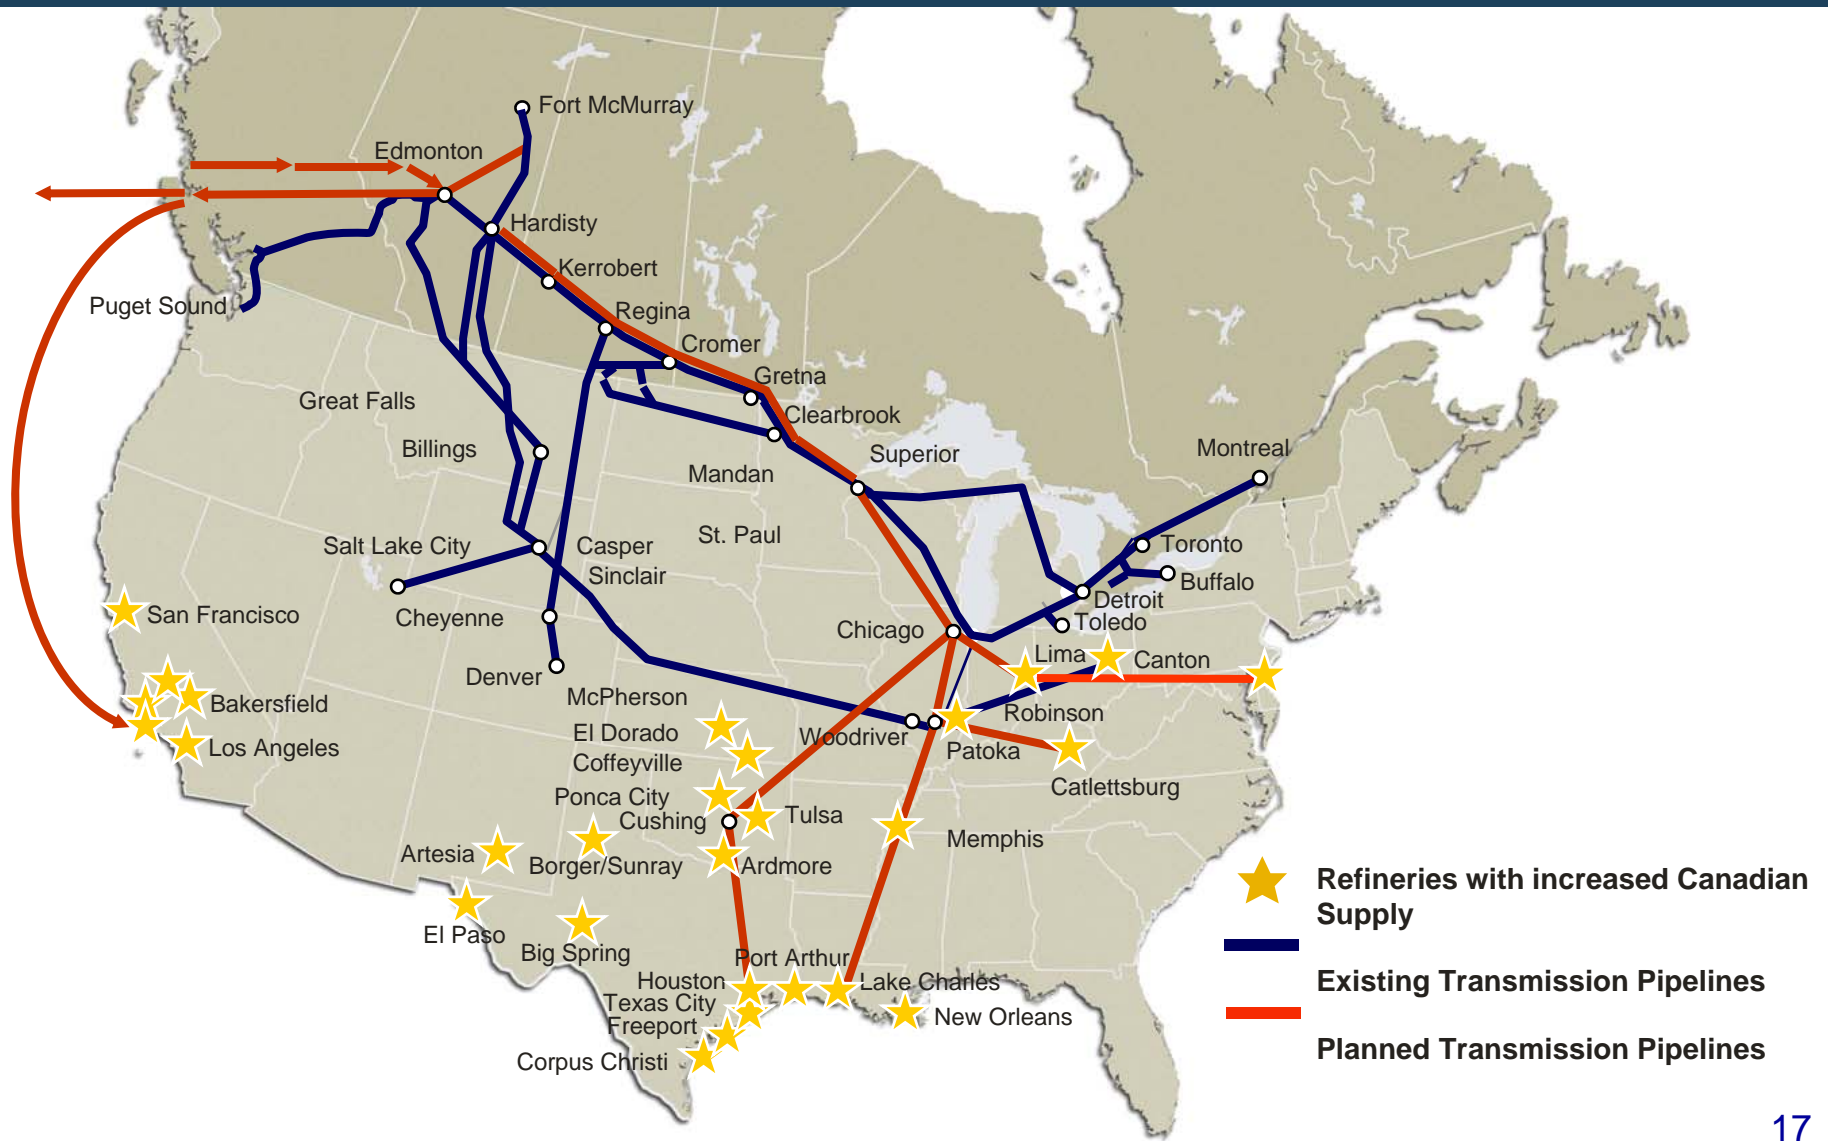 Fort McMurray
Edmonton
Hardisty
Kerrobert
Puget Sound
Regina
Cromer
Gretna
Great Falls
Clearbrook
Billings
Superior
Montreal
Mandan
St. Paul
Salt Lake City
Casper
Toronto
Sinclair
Buffalo
Detroit
San Francisco
Cheyenne
Chicago
Toledo
Lima
Canton
Denver
McPherson
Bakersfield
Robinson
El Dorado
Woodriver
Los Angeles
Patoka
Coffeyville
Catlettsburg
Ponca City
Cushing
Tulsa
Memphis
Artesia
Borger/Sunray
Ardmore
El Paso
Big Spring
Port Arthur
Houston
Lake Charles
Texas City
New Orleans
Freeport
Corpus Christi
Refineries with increased Canadian
Supply
Existing Transmission Pipelines
Planned Transmission Pipelines
17